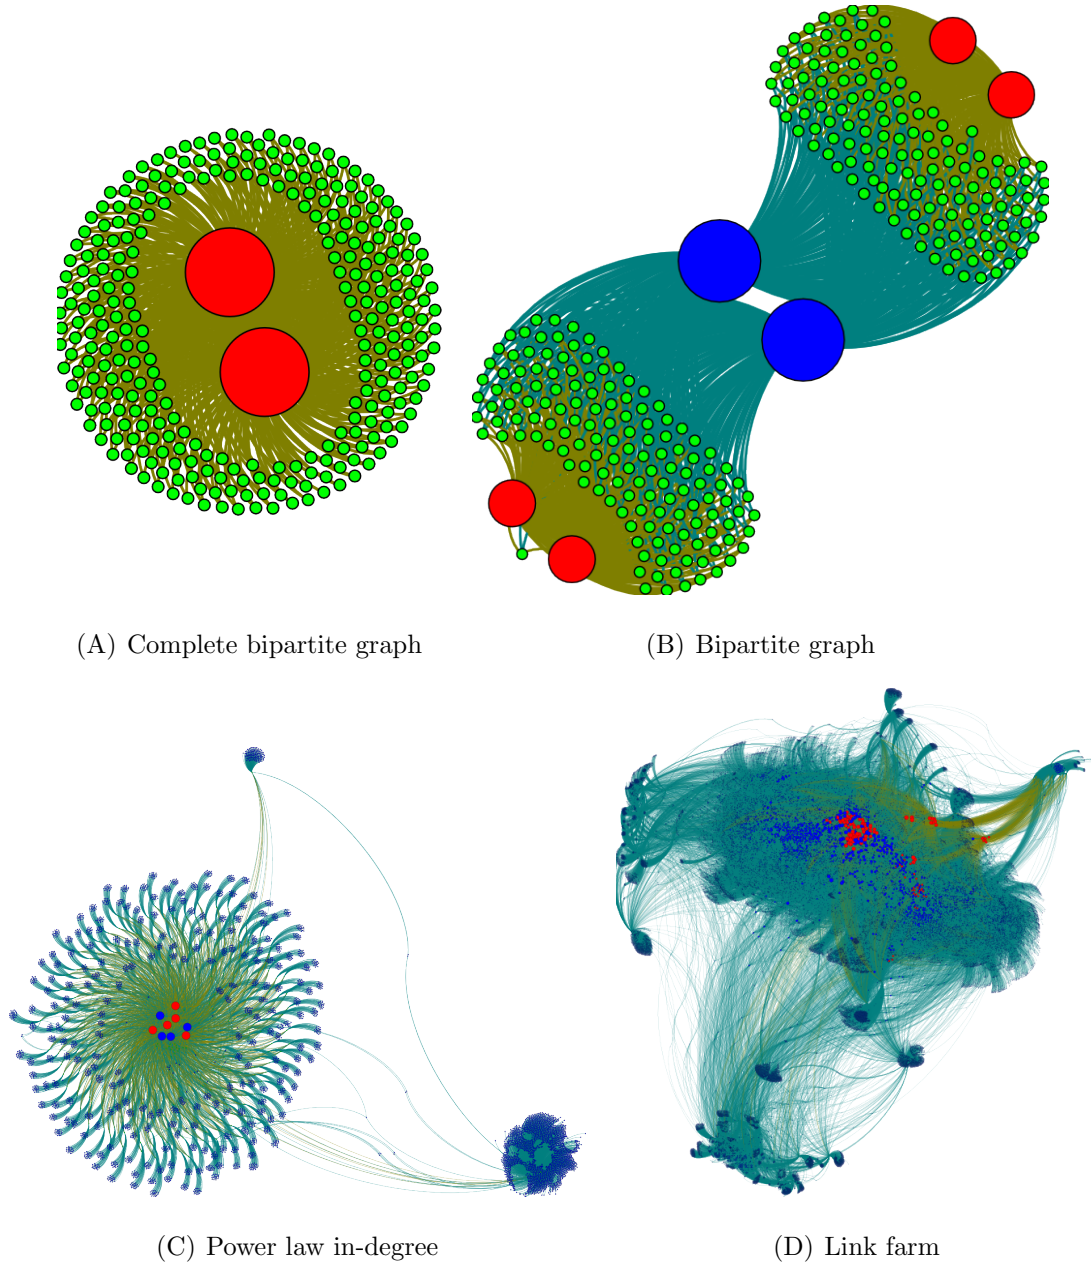 (A) Complete bipartite graph
(B) Bipartite graph
(C) Power law in-degree
(D) Link farm